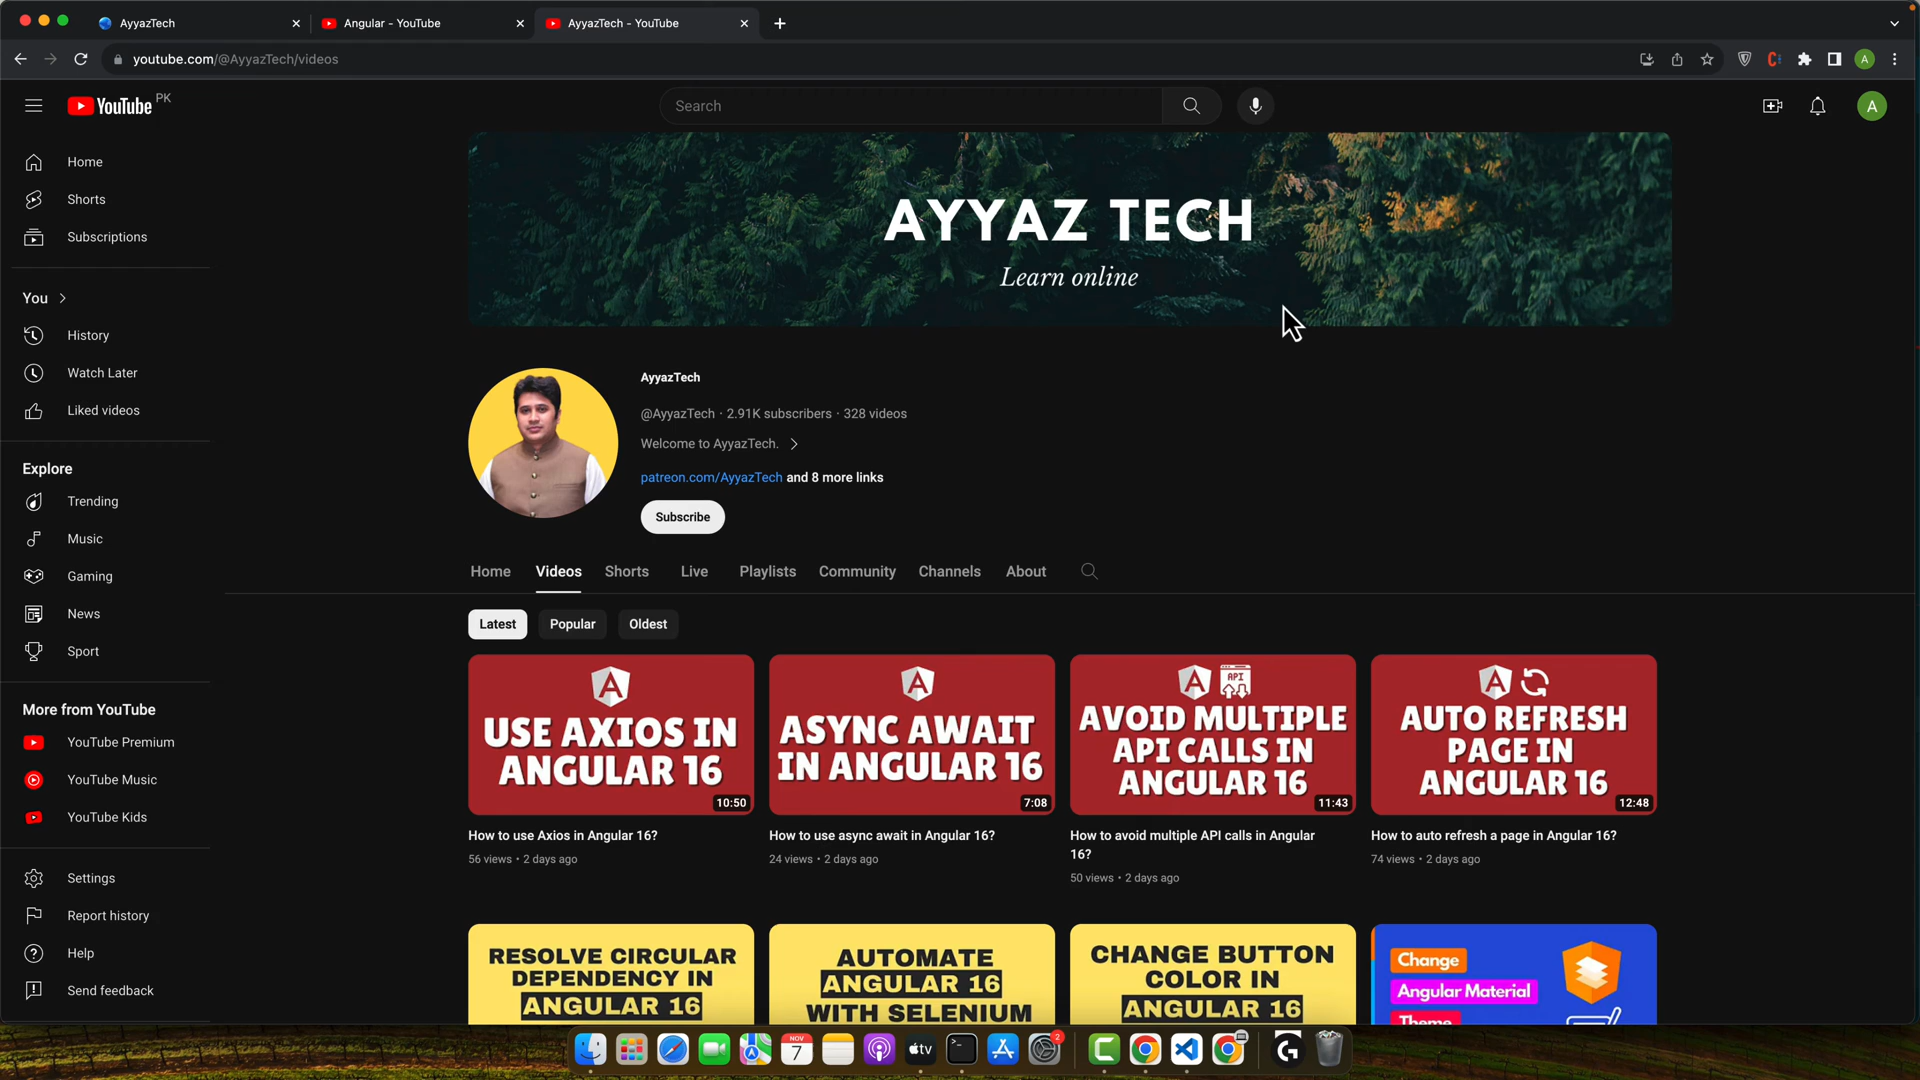 AyyazTech
Angular - YouTube
AyyazTech - YouTube
youtube.com/@AyyazTech/videos
A
YouTube PK
Search
A
Home
Shorts
Subscriptions
You
History
Watch Later
Liked videos
Explore
Trending
Music
Gaming
News
Sport
More from YouTube
YouTube Premium
YouTube Music
YouTube Kids
Settings
Report history
Help
Send feedback
AYYAZ TECH
Learn online
AyyazTech
@AyyazTech · 2.91K subscribers · 328 videos
Welcome to AyyazTech.
patreon.com/AyyazTech and 8 more links
Subscribe
Home Videos Shorts Live Playlists Community Channels About
Latest Popular Oldest
A
USE AXIOS IN
ANGULAR 16
10:50
How to use Axios in Angular 16?
56 views • 2 days ago
A
ASYNC AWAIT
IN ANGULAR 16
7:08
How to use async await in Angular 16?
24 views • 2 days ago
A API
AVOID MULTIPLE
API CALLS IN
ANGULAR 16
11:43
How to avoid multiple API calls in Angular
16?
50 views • 2 days ago
A
AUTO REFRESH
PAGE IN
ANGULAR 16
12:48
How to auto refresh a page in Angular 16?
74 views • 2 days ago
RESOLVE CIRCULAR
DEPENDENCY IN
ANGULAR 16
AUTOMATE
ANGULAR 16
WITH SELENIUM
CHANGE BUTTON
COLOR IN
ANGULAR 16
Change
Angular Material
Theme
NOV
7
tv
2